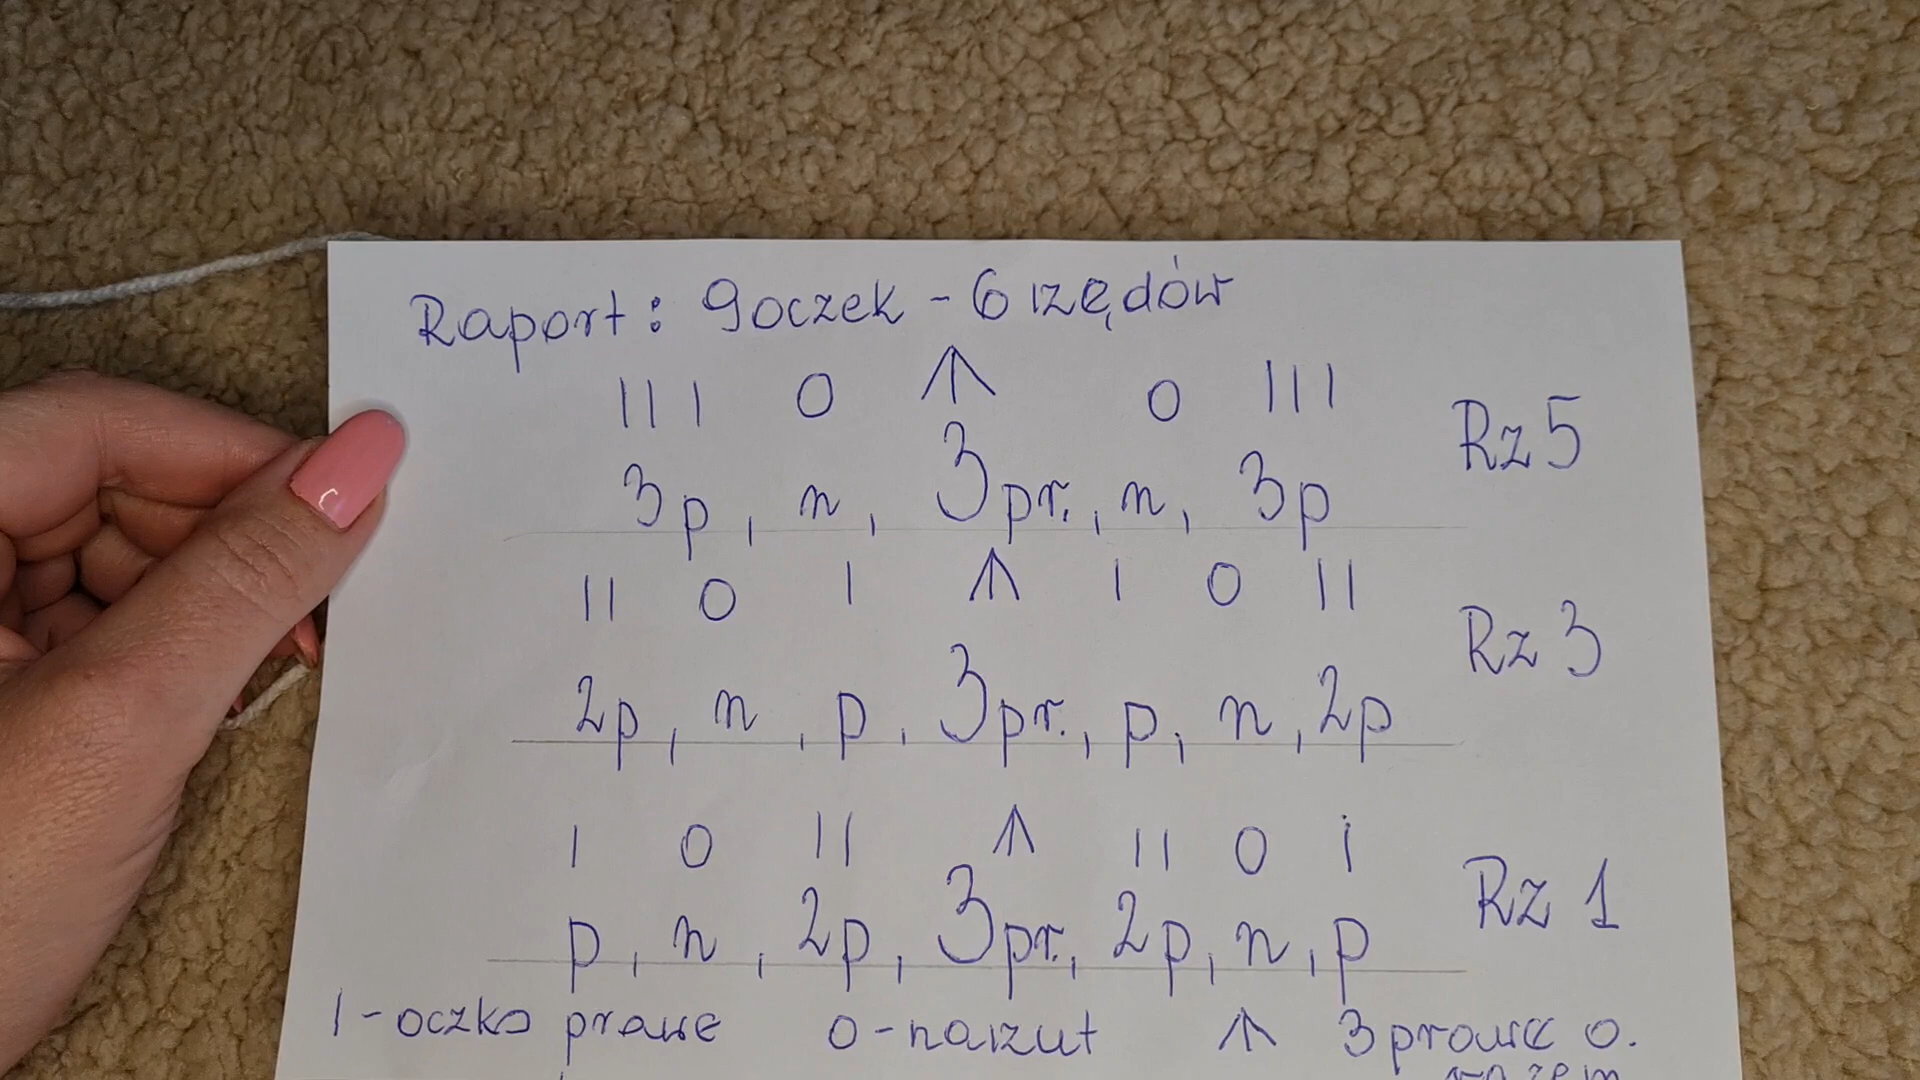 Raport: 9 oczek - 6 rzędów
III O ↑ O III
3p, n, 3pr., n, 3p Rz 5
II O I ↑ I O II
2p, n, p, 3pr., p, n, 2p Rz 3
I O II ↑ II O I
p, n, 2p, 3pr., 2p, n, p Rz 1
I - oczko prawe O - narzut ↑ 3 prawe o.
razem